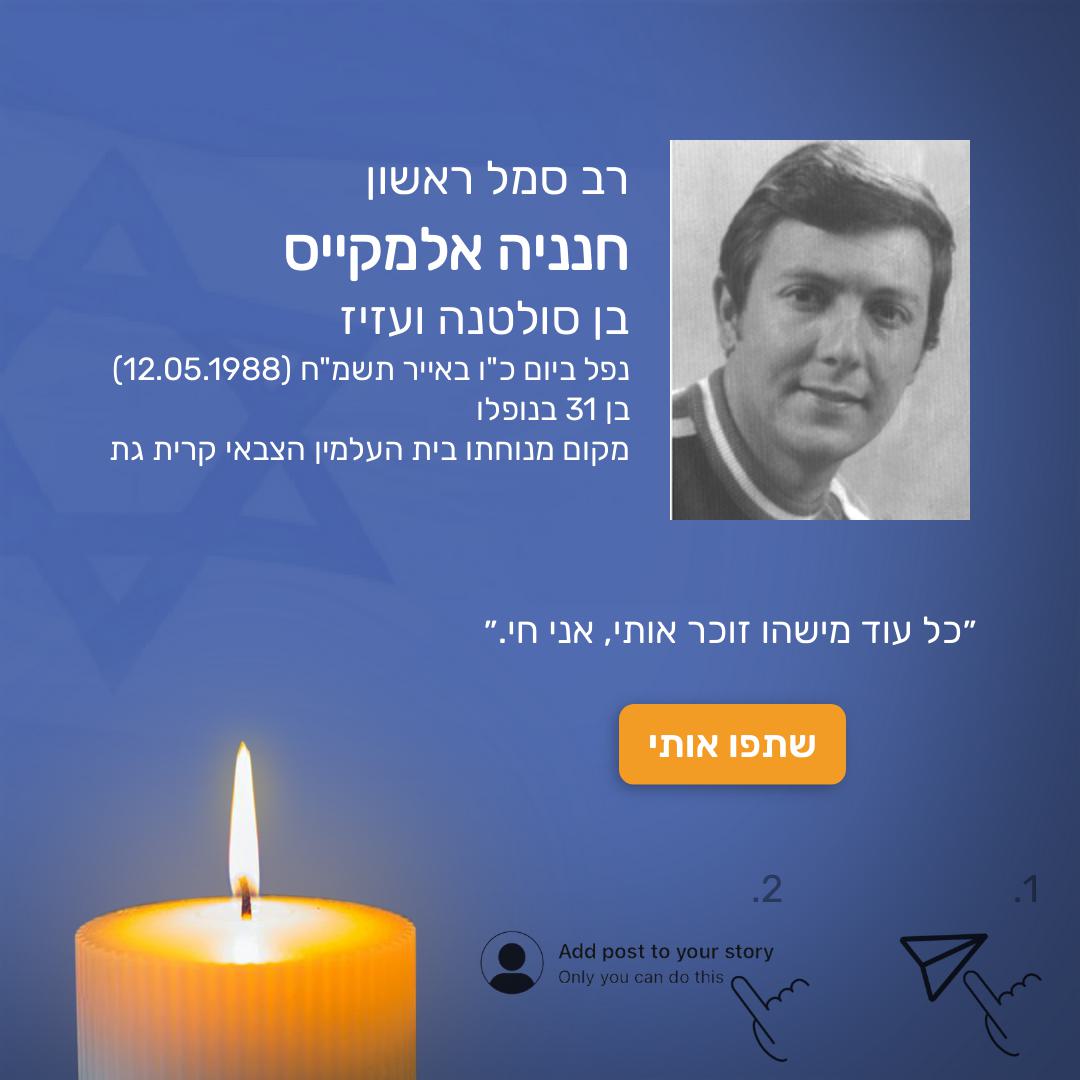 רב סמל ראשון
חנניה אלמקייס
בן סולטנה ועזיז
נפל ביום כ"ו באייר תשמ"ח (12.05.1988)
בן 31 בנופלו
מקום מנוחתו בית העלמין הצבאי קרית גת
״כל עוד מישהו זוכר אותי, אני חי.״
שתפו אותי
.1
.2
Add post to your story
Only you can do this